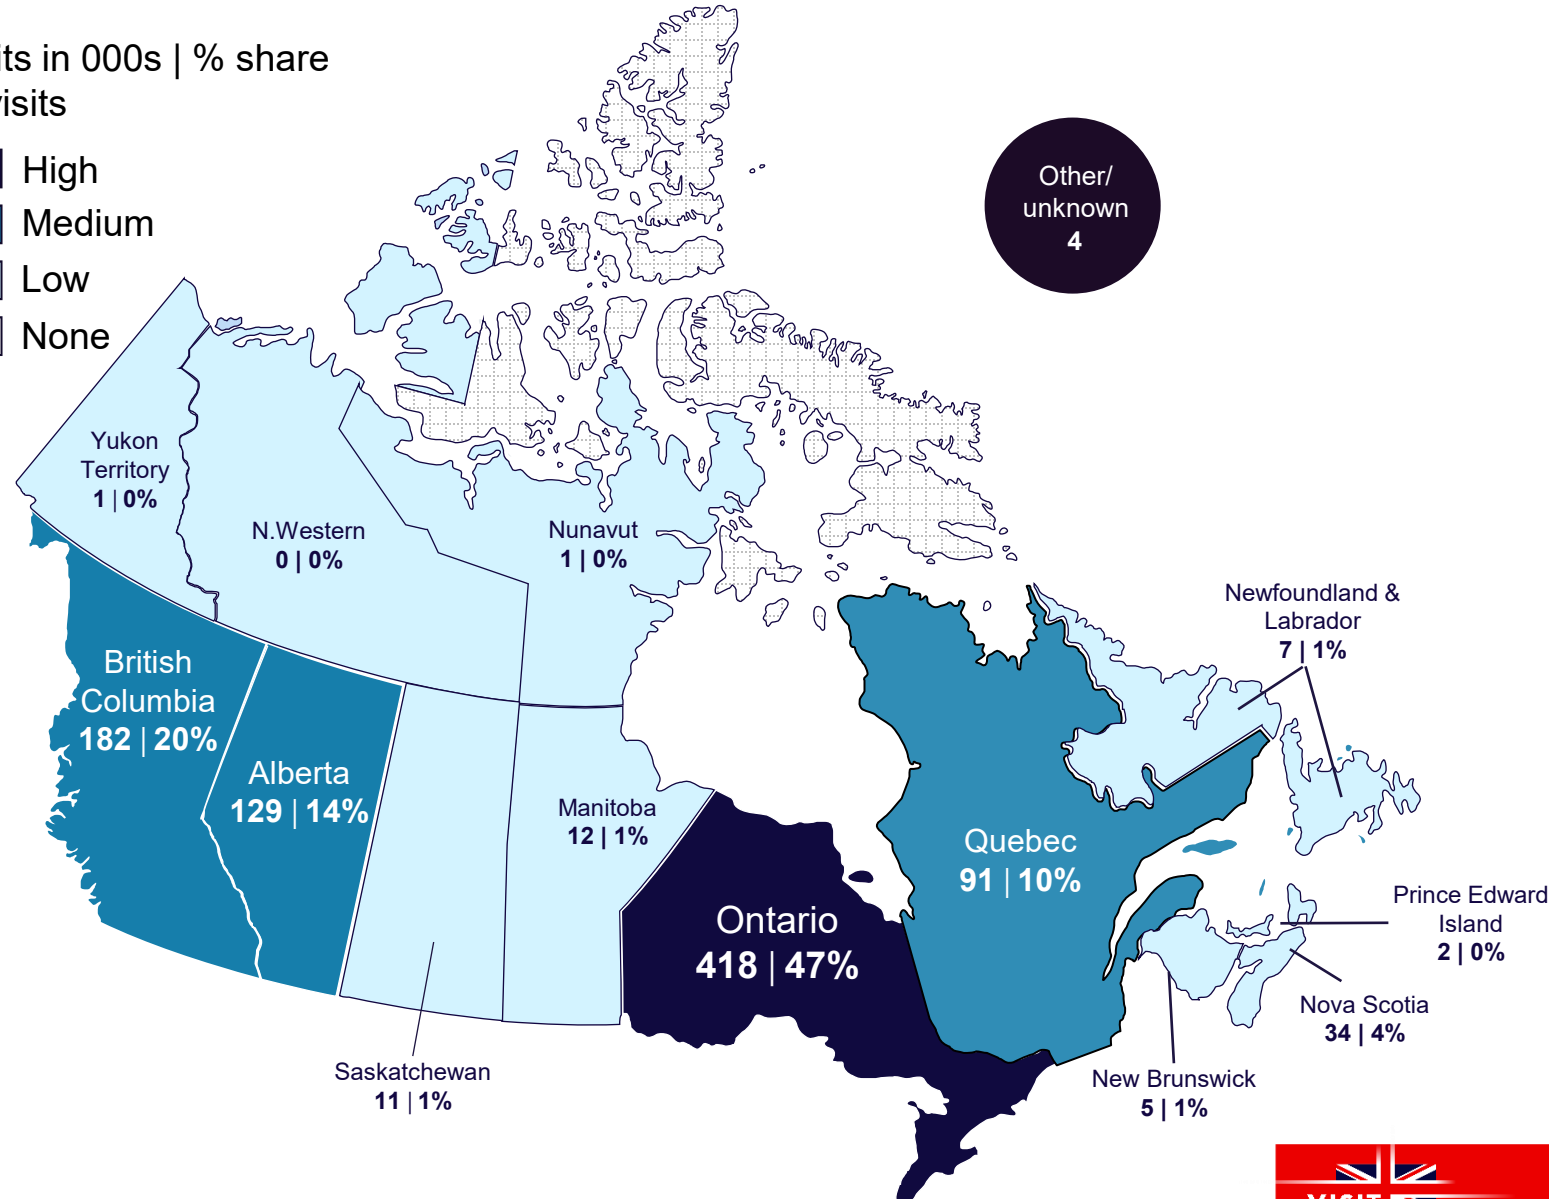 its in 000s | % share
visits
High
Medium
Low
None
Other/
unknown
4
Yukon
Territory
1 | 0%
N.Western
0 | 0%
Nunavut
1 | 0%
Newfoundland &
Labrador
7 | 1%
British
Columbia
182 | 20%
Alberta
129 | 14%
Manitoba
12 | 1%
Quebec
91 | 10%
Ontario
418 | 47%
Prince Edward
Island
2 | 0%
Nova Scotia
34 | 4%
Saskatchewan
11 | 1%
New Brunswick
5 | 1%
VISIT